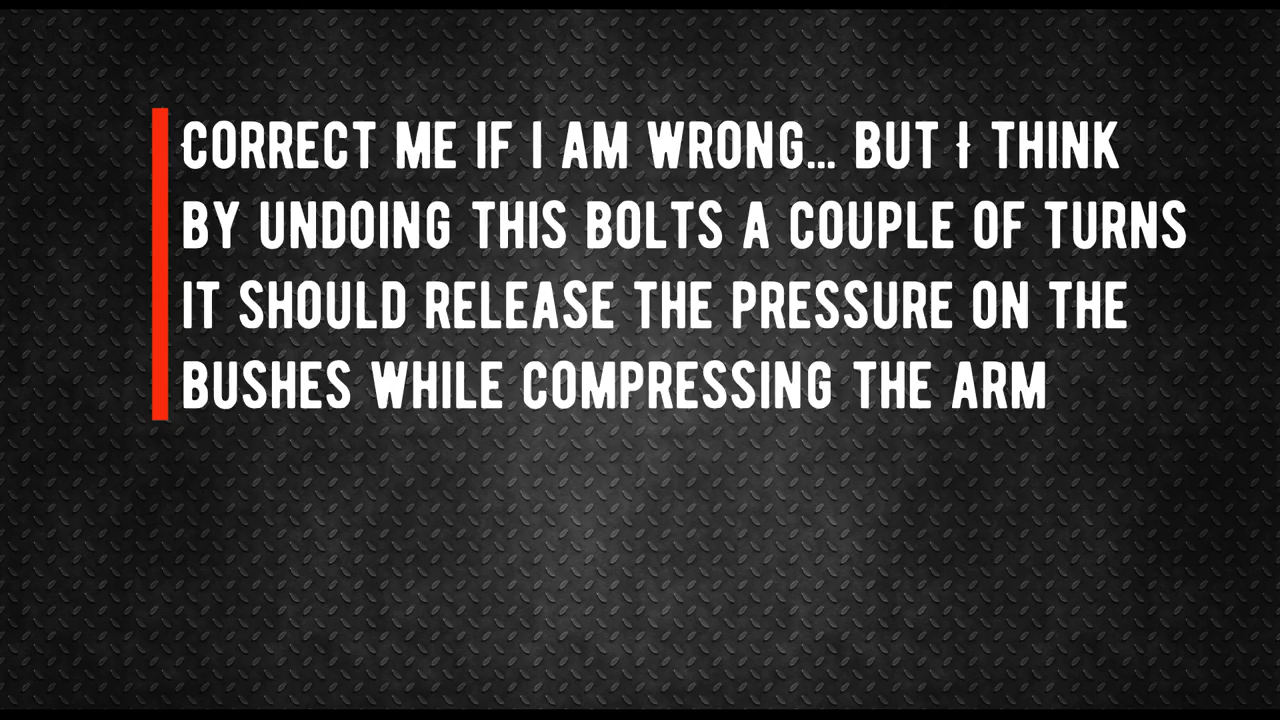 CORRECT ME IF I AM WRONG... BUT I THINK
BY UNDOING THIS BOLTS A COUPLE OF TURNS
IT SHOULD RELEASE THE PRESSURE ON THE
BUSHES WHILE COMPRESSING THE ARM